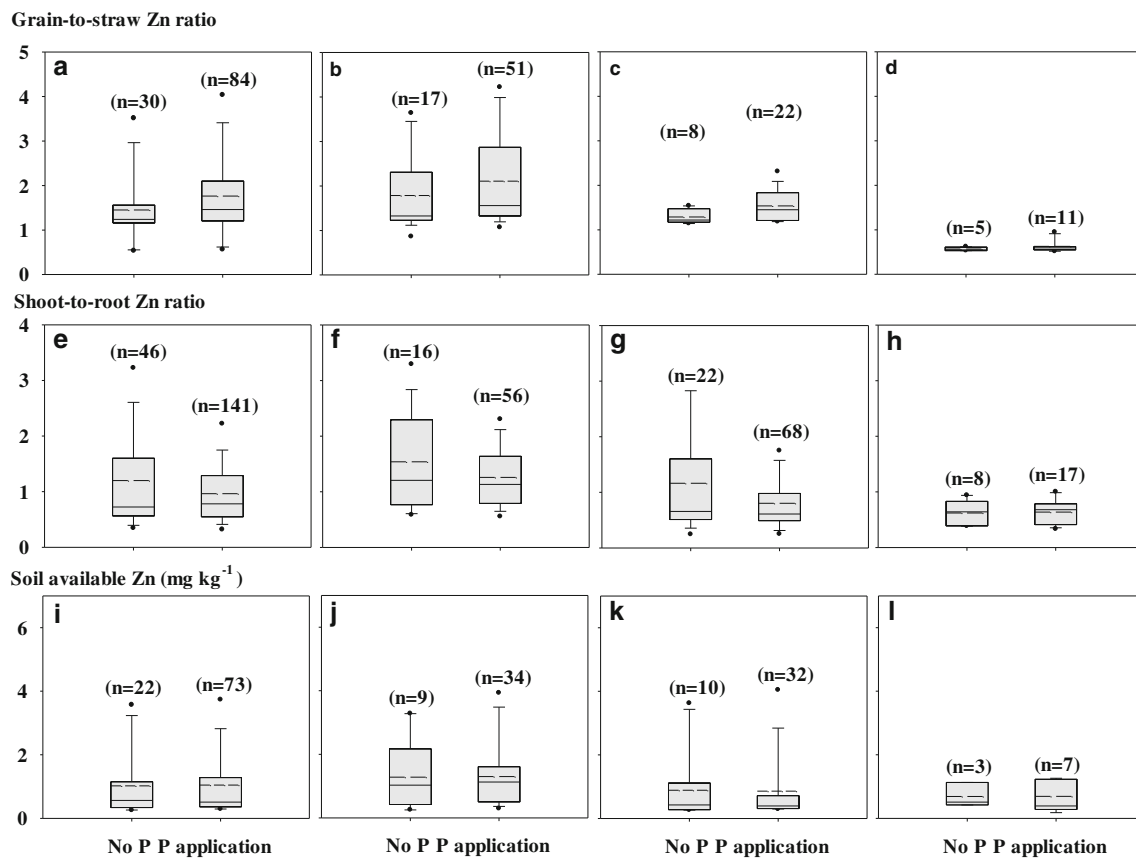 Grain-to-straw Zn ratio
5
4
3
2
1
0
a
(n=30)
(n=84)
b
(n=17)
(n=51)
c
(n=8)
(n=22)
d
(n=5)
(n=11)
Shoot-to-root Zn ratio
4
3
2
1
0
e
(n=46)
(n=141)
f
(n=16)
(n=56)
g
(n=22)
(n=68)
h
(n=8)
(n=17)
Soil available Zn (mg kg⁻¹)
6
4
2
0
i
(n=22)
(n=73)
j
(n=9)
(n=34)
k
(n=10)
(n=32)
l
(n=3)
(n=7)
No P P application
No P P application
No P P application
No P P application